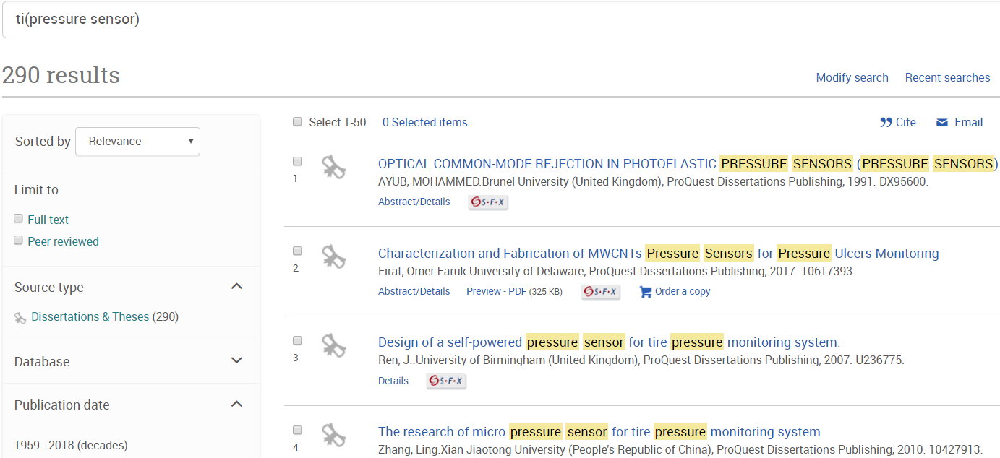 ti(pressure sensor)
290 results
Modify search Recent searches
Sorted by Relevance
Limit to
Full text
Peer reviewed
Source type
Dissertations & Theses (290)
Database
Publication date
1959 - 2018 (decades)
Select 1-50 0 Selected items Cite Email
1
OPTICAL COMMON-MODE REJECTION IN PHOTOELASTIC PRESSURE SENSORS (PRESSURE SENSORS)
AYUB, MOHAMMED.Brunel University (United Kingdom), ProQuest Dissertations Publishing, 1991. DX95600.
Abstract/Details S·F·X
2
Characterization and Fabrication of MWCNTs Pressure Sensors for Pressure Ulcers Monitoring
Firat, Omer Faruk.University of Delaware, ProQuest Dissertations Publishing, 2017. 10617393.
Abstract/Details Preview - PDF (325 KB) S·F·X Order a copy
3
Design of a self-powered pressure sensor for tire pressure monitoring system.
Ren, J..University of Birmingham (United Kingdom), ProQuest Dissertations Publishing, 2007. U236775.
Details S·F·X
4
The research of micro pressure sensor for tire pressure monitoring system
Zhang, Ling.Xian Jiaotong University (People's Republic of China), ProQuest Dissertations Publishing, 2010. 10427913.